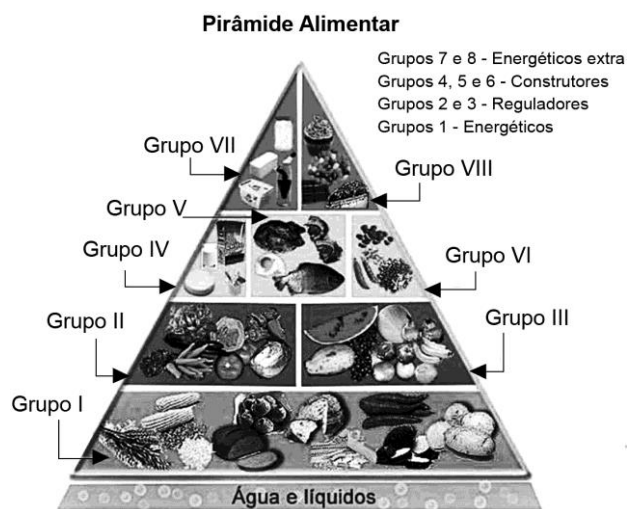 Pirâmide Alimentar
Grupos 7 e 8 - Energéticos extra
Grupos 4, 5 e 6 - Construtores
Grupos 2 e 3 - Reguladores
Grupos 1 - Energéticos
Grupo VII
Grupo VIII
Grupo V
Grupo IV
Grupo VI
Grupo II
Grupo III
Grupo I
Água e líquidos